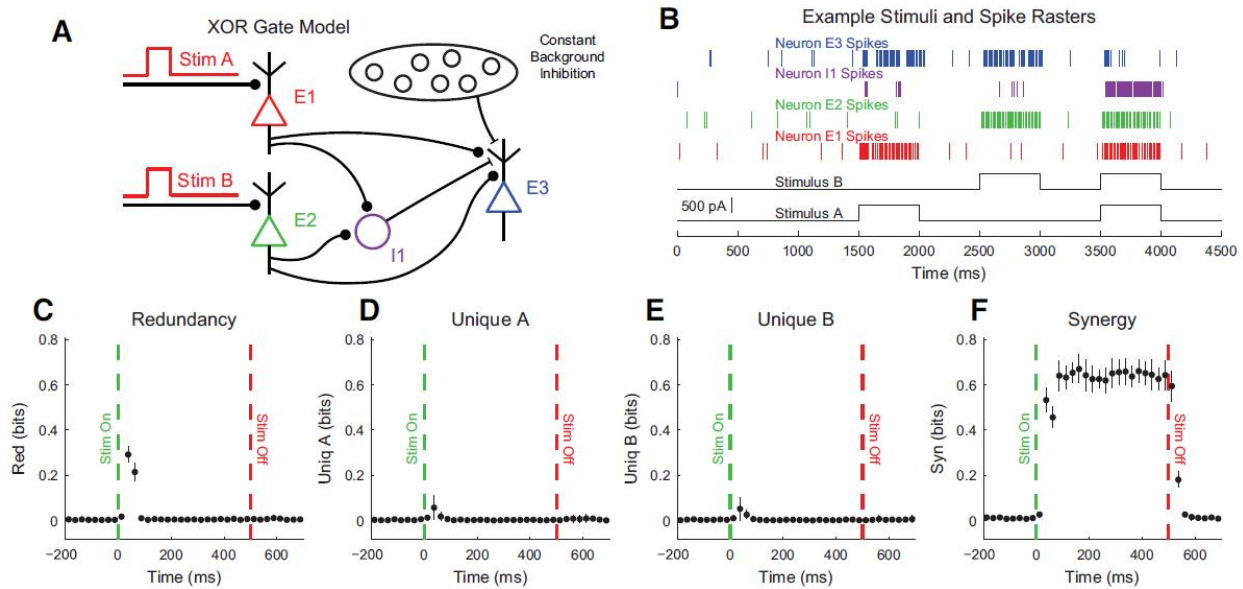 A
XOR Gate Model
Stim A
E1
Constant
Background
Inhibition
Stim B
E2
I1
E3
B
Example Stimuli and Spike Rasters
Neuron E3 Spikes
Neuron I1 Spikes
Neuron E2 Spikes
Neuron E1 Spikes
Stimulus B
500 pA
Stimulus A
0 500 1000 1500 2000 2500 3000 3500 4000 4500
Time (ms)
C
Redundancy
Red (bits)
0.8
0.6
0.4
0.2
0
Stim On
Stim Off
−200 0 200 400 600
Time (ms)
D
Unique A
Uniq A (bits)
0.8
0.6
0.4
0.2
0
Stim On
Stim Off
−200 0 200 400 600
Time (ms)
E
Unique B
Uniq B (bits)
0.8
0.6
0.4
0.2
0
Stim On
Stim Off
−200 0 200 400 600
Time (ms)
F
Synergy
Syn (bits)
0.8
0.6
0.4
0.2
0
Stim On
Stim Off
−200 0 200 400 600
Time (ms)